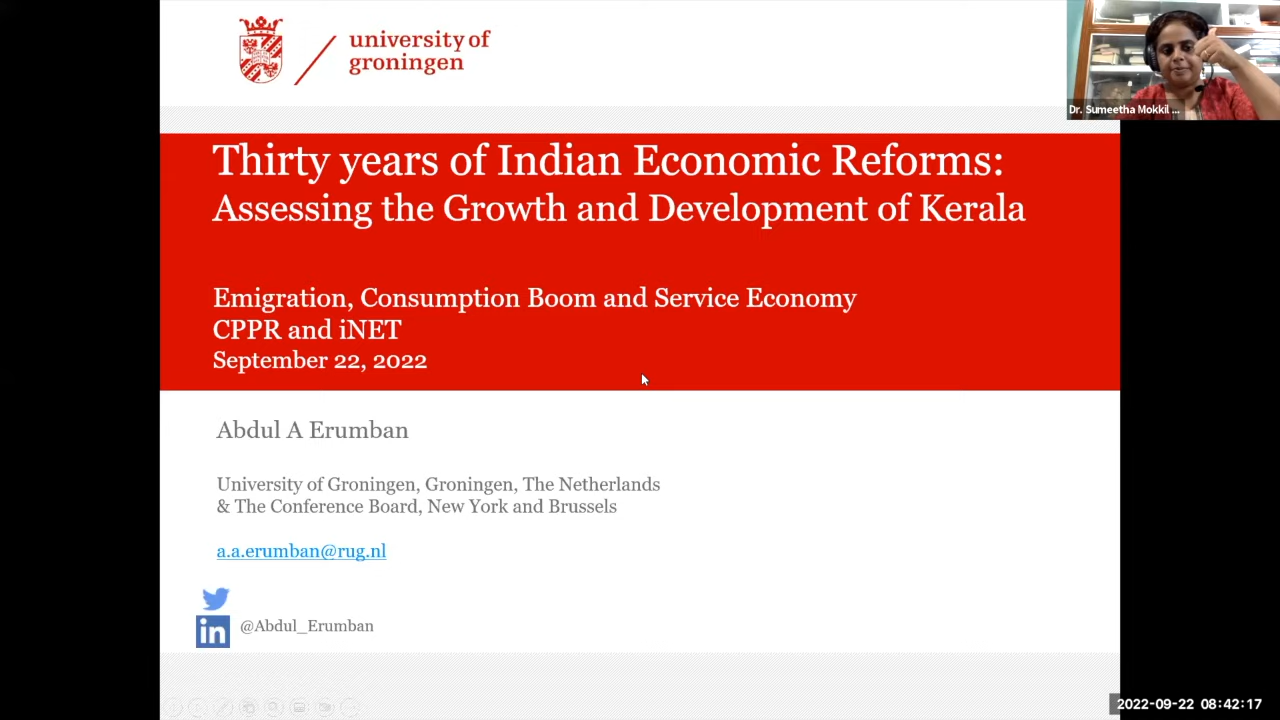 university of
groningen
Dr. Sumeetha Mokkil ...
Thirty years of Indian Economic Reforms:
Assessing the Growth and Development of Kerala
Emigration, Consumption Boom and Service Economy
CPPR and iNET
September 22, 2022
Abdul A Erumban
University of Groningen, Groningen, The Netherlands
& The Conference Board, New York and Brussels
a.a.erumban@rug.nl
in
@Abdul_Erumban
2022-09-22 08:42:17